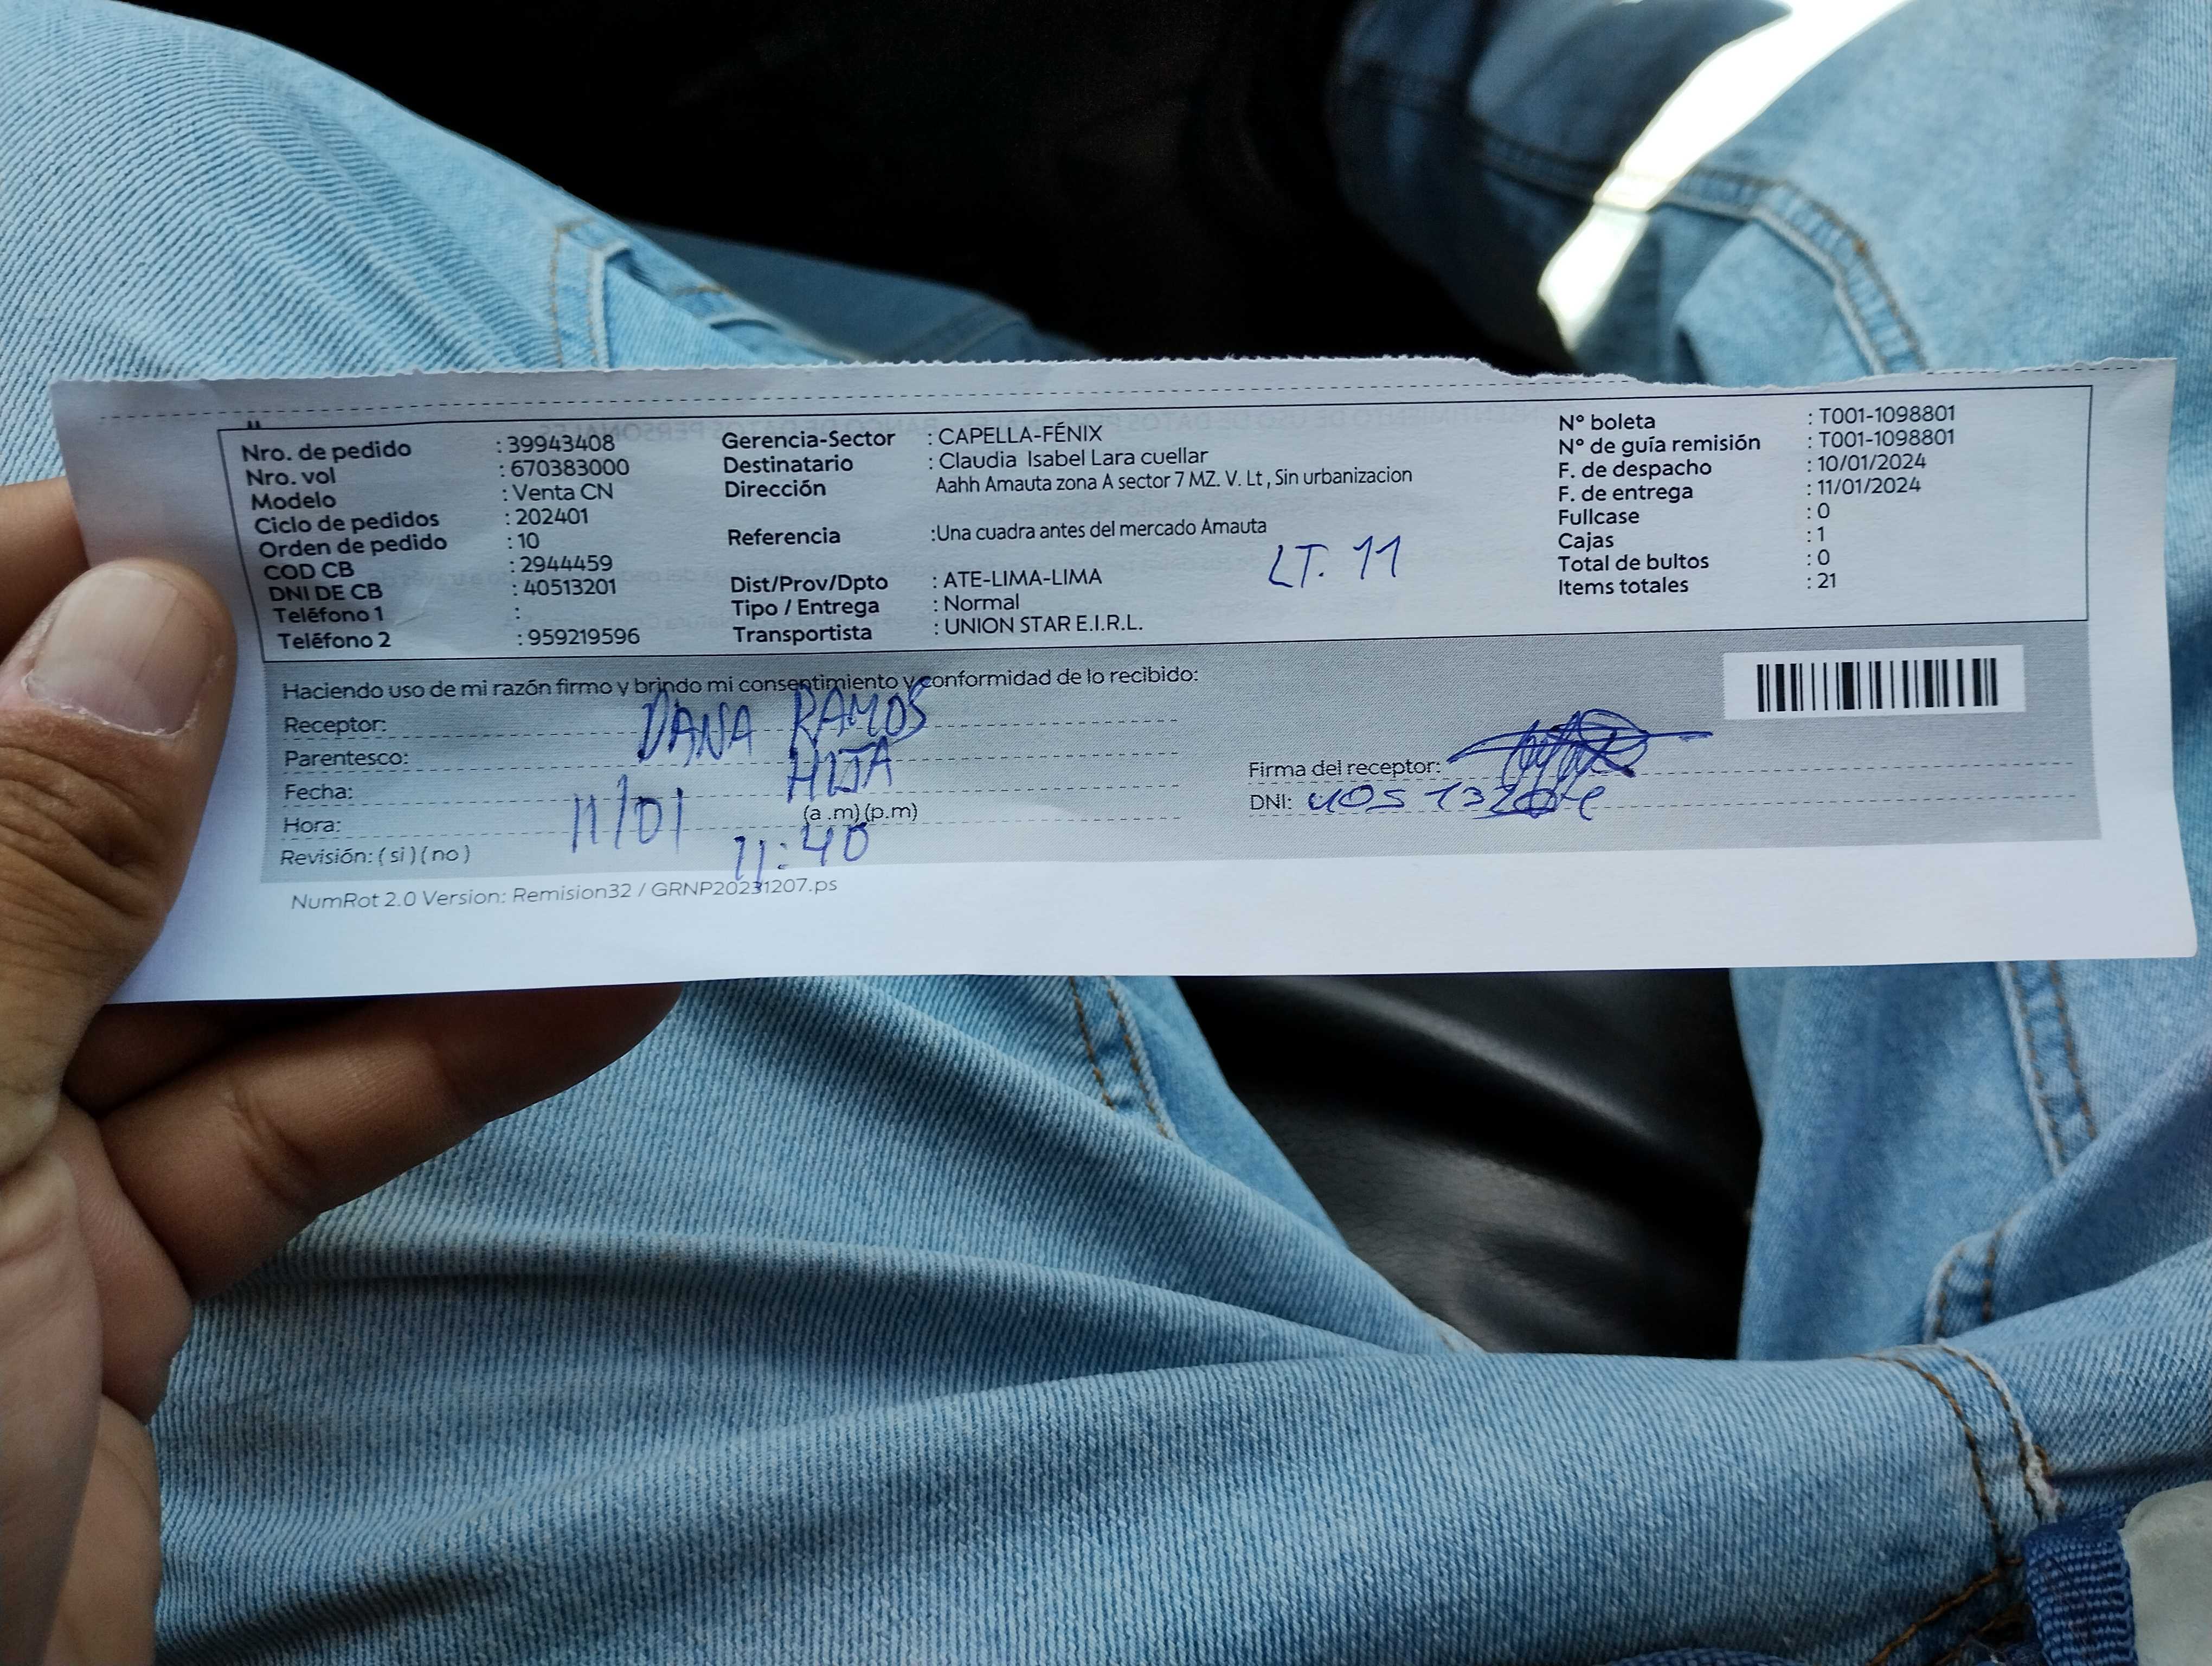 Nro. de pedido : 39943408
Nro. vol : 670383000
Modelo : Venta CN
Ciclo de pedidos : 202401
Orden de pedido : 10
COD CB : 2944459
DNI DE CB : 40513201
Teléfono 1 :
Teléfono 2 : 959219596
Gerencia-Sector : CAPELLA-FÉNIX
Destinatario : Claudia Isabel Lara cuellar
Dirección Aahh Amauta zona A sector 7 MZ. V. Lt , Sin urbanizacion
Referencia :Una cuadra antes del mercado Amauta
LT. 11
Dist/Prov/Dpto : ATE-LIMA-LIMA
Tipo / Entrega : Normal
Transportista : UNION STAR E.I.R.L.
Nº boleta : T001-1098801
Nº de guía remisión : T001-1098801
F. de despacho : 10/01/2024
F. de entrega : 11/01/2024
Fullcase : 0
Cajas : 1
Total de bultos : 0
Items totales : 21
Haciendo uso de mi razón firmo y brindo mi consentimiento y conformidad de lo recibido:
Receptor: DANA RAMOS
Parentesco: HIJA
Fecha: 11/01
Hora: (a .m) (p.m)
11:40
Revisión: ( si ) ( no )
Firma del receptor:
DNI:
NumRot 2.0 Version: Remision32 / GRNP20231207.ps